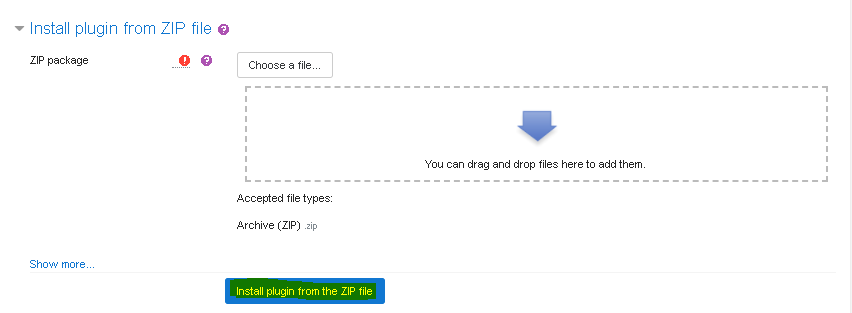 Install plugin from ZIP file ?
ZIP package ! ?
Choose a file...
You can drag and drop files here to add them.
Accepted file types:
Archive (ZIP) .zip
Show more...
Install plugin from the ZIP file